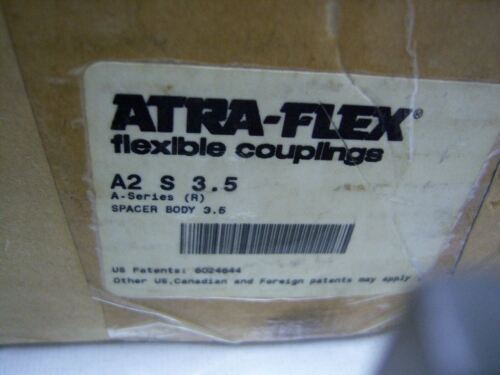 ATRA-FLEX®
flexible couplings
A2 S 3.5
A-Series (R)
SPACER BODY 3.5
US Patents: 6024644
Other US,Canadian and Foreign patents may apply